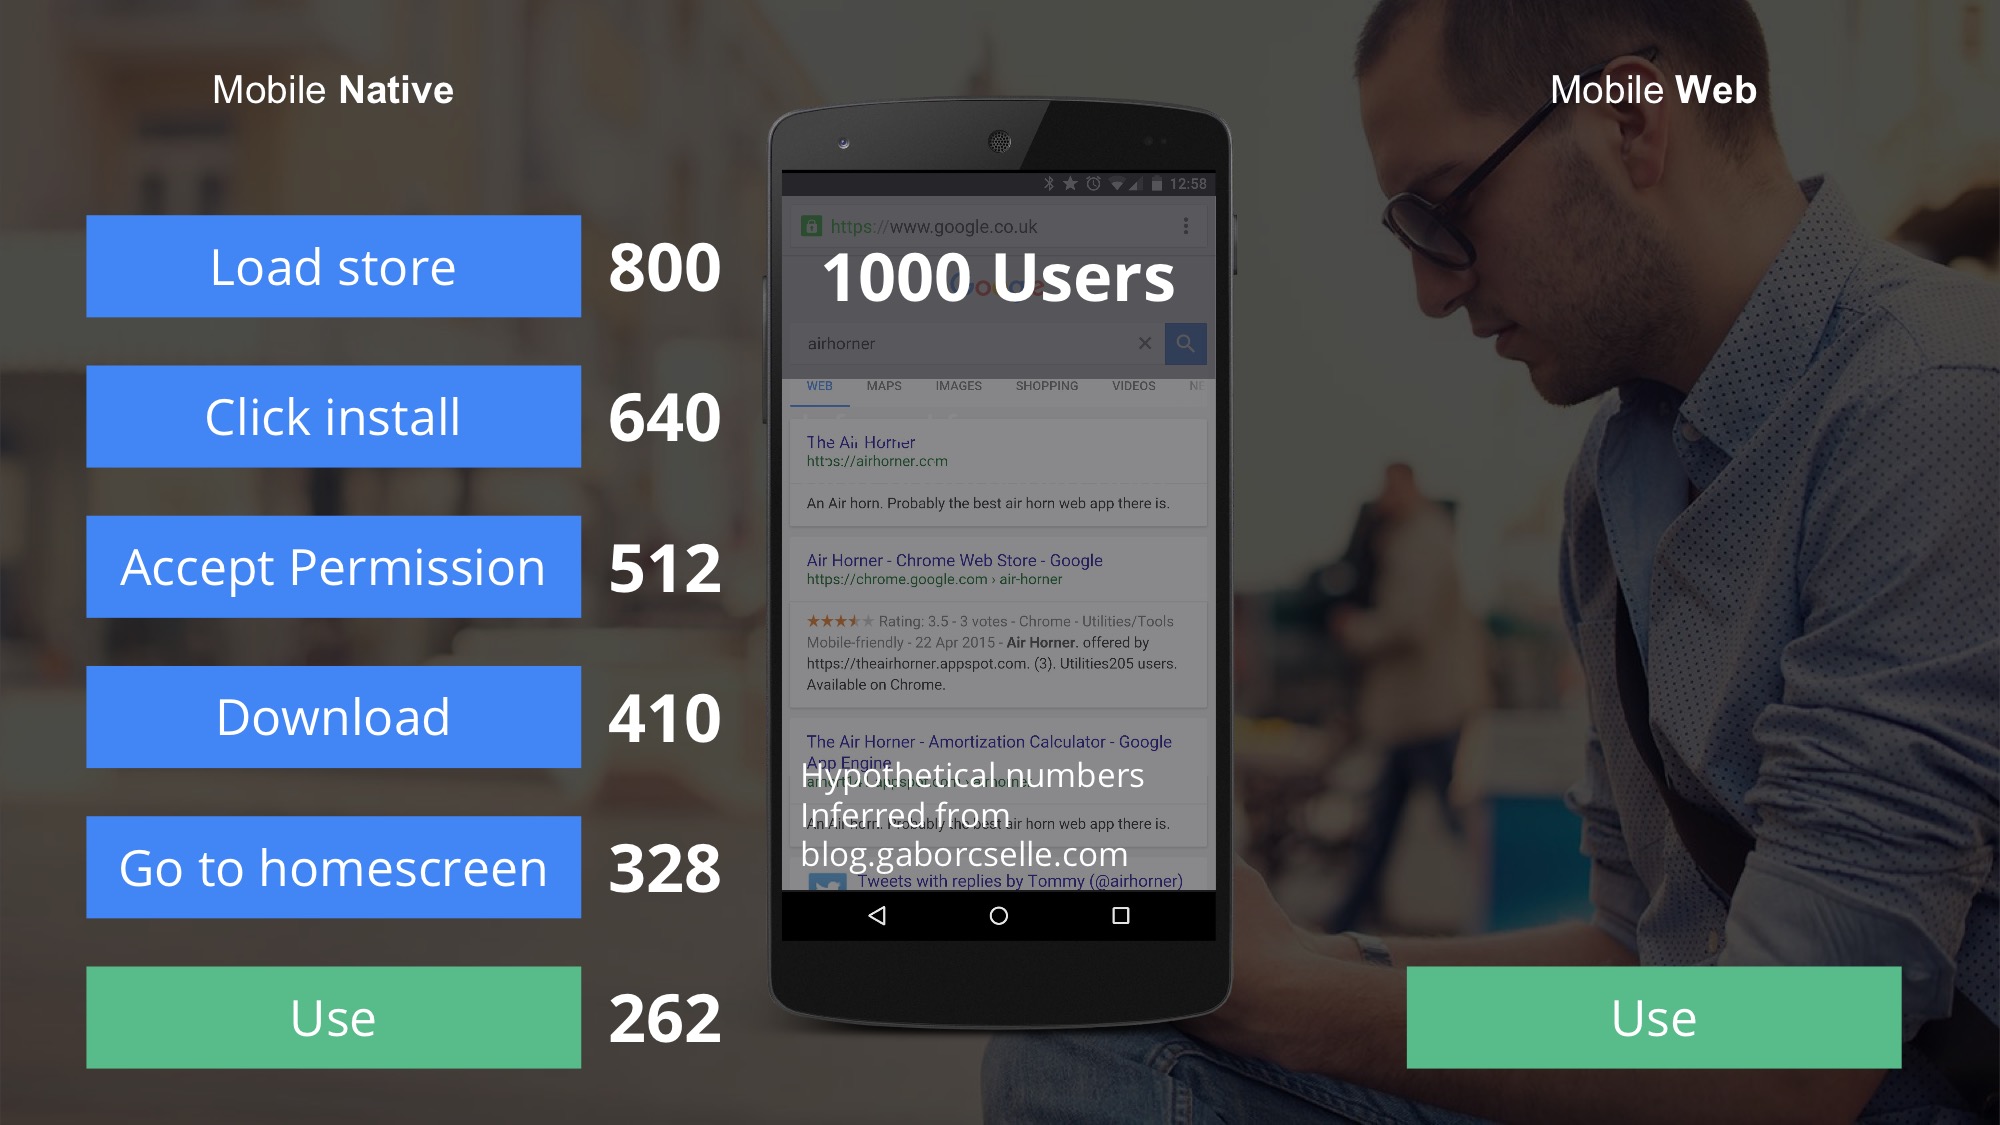 Mobile Native
Load store 800
Click install 640
Accept Permission 512
Download 410
Go to homescreen 328
Use 262
12:58
https://www.google.co.uk
1000 Users
airhorner
WEB MAPS IMAGES SHOPPING VIDEOS NE
The Air Horner
https://airhorner.com
An Air horn. Probably the best air horn web app there is.
Air Horner - Chrome Web Store - Google
https://chrome.google.com › air-horner
Rating: 3.5 - 3 votes - Chrome - Utilities/Tools
Mobile-friendly - 22 Apr 2015 - Air Horner. offered by
https://theairhorner.appspot.com. (3). Utilities205 users.
Available on Chrome.
The Air Horner - Amortization Calculator - Google
App Engine
Hypothetical numbers
Inferred from
An Air horn. Probably the best air horn web app there is.
blog.gaborcselle.com
Tweets with replies by Tommy (@airhorner)
Mobile Web
Use